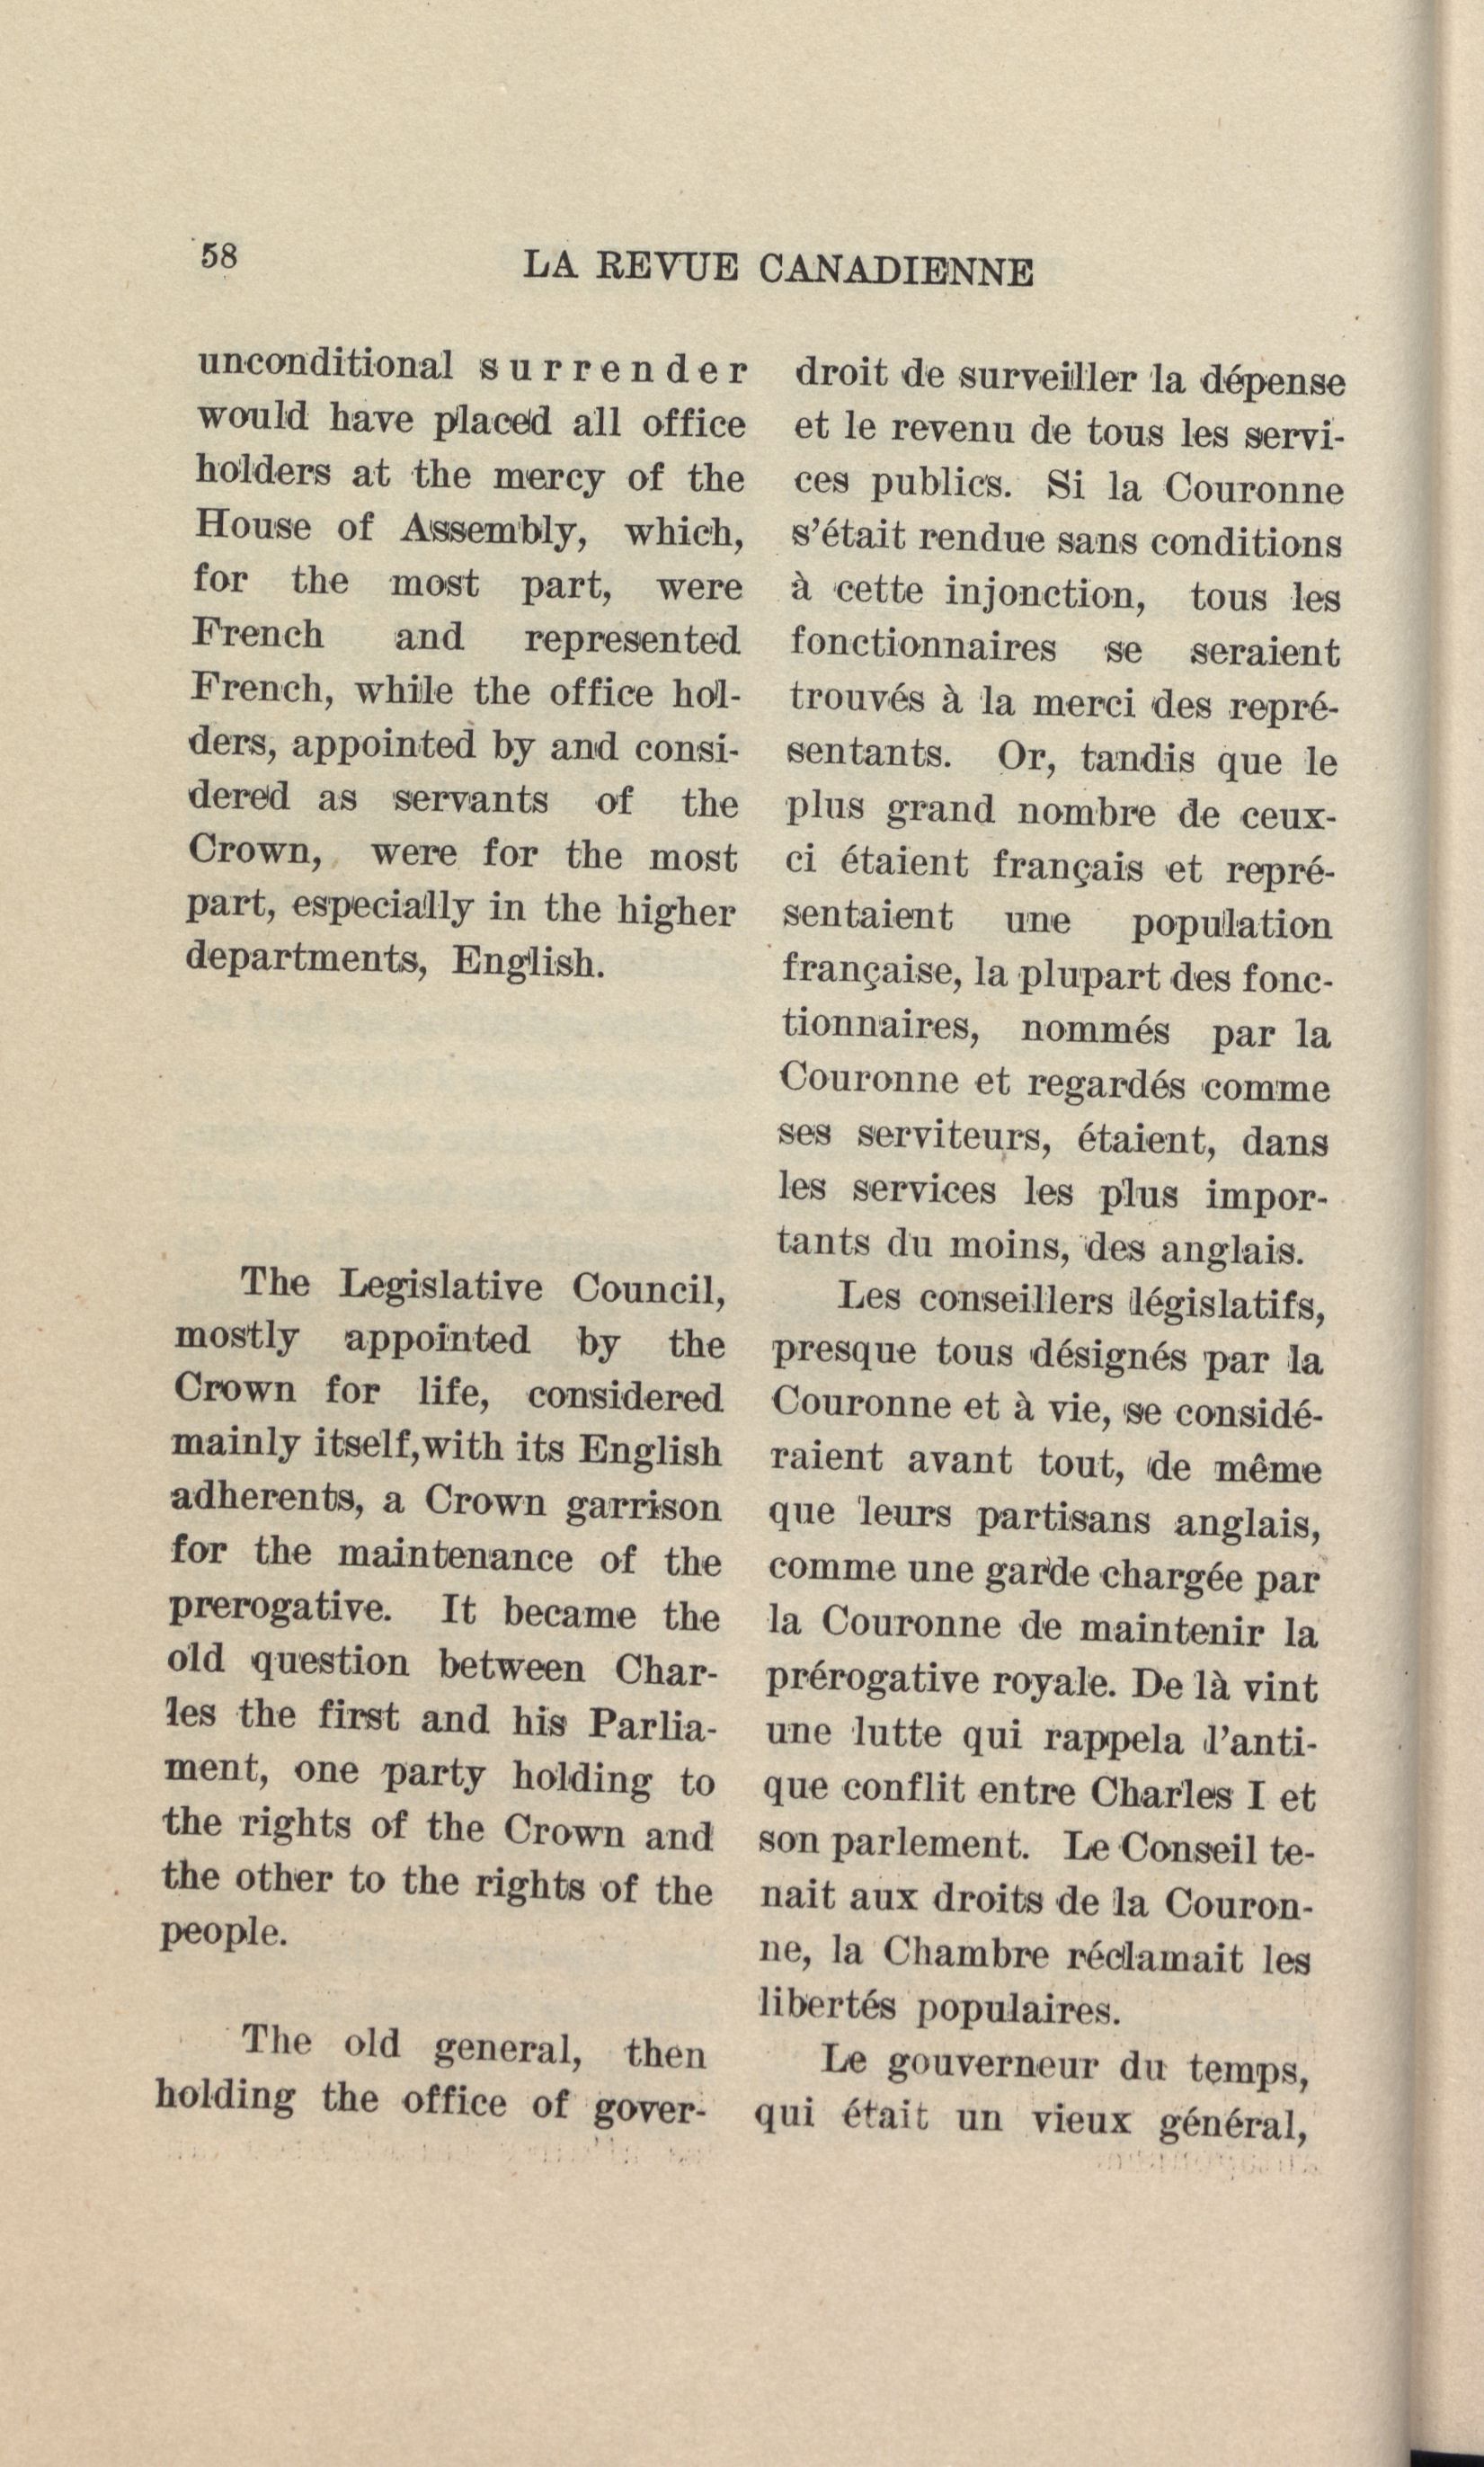 58
LA REVUE CANADIENNE
unconditional surrender
would have placed all office
holders at the mercy of the
House of Assembly, which,
for the most part, were
French and represented
French, while the office hol-
ders, appointed by and consi-
dered as servants of the
Crown, were for the most
part, especially in the higher
departments, English.
The Legislative Council,
mostly appointed by the
Crown for life, considered
mainly itself, with its English
adherents, a Crown garrison
for the maintenance of the
prerogative. It became the
old question between Char-
les the first and his Parlia-
ment, one party holding to
the rights of the Crown and
the other to the rights of the
people.
The old general, then
holding the office of gover-
droit de surveiller la dépense
et le revenu de tous les servi-
ces publics. Si la Couronne
s'était rendue sans conditions
à cette injonction, tous les
fonctionnaires se seraient
trouvés à la merci des repré-
sentants. Or, tandis que le
plus grand nombre de ceux-
ci étaient français et repré-
sentaient une population
française, la plupart des fonc-
tionnaires, nommés par la
Couronne et regardés comme
ses serviteurs, étaient, dans
les services les plus impor-
tants du moins, des anglais.
Les conseillers législatifs,
presque tous désignés par la
Couronne et à vie, se considé-
raient avant tout, de même
que leurs partisans anglais,
comme une garde chargée par
la Couronne de maintenir la
prérogative royale. De là vint
une lutte qui rappela l'anti-
que conflit entre Charles I et
son parlement. Le Conseil te-
nait aux droits de la Couron-
ne, la Chambre réclamait les
libertés populaires.
Le gouverneur du temps,
qui était un vieux général,